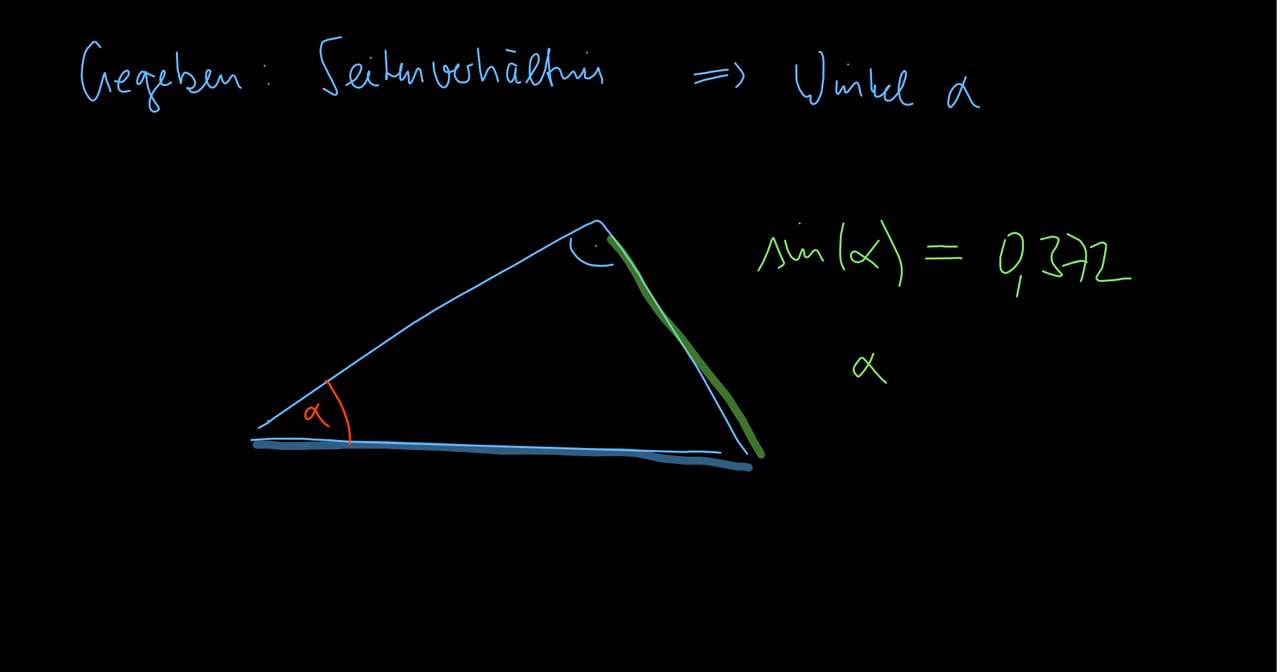 Gegeben: Seitenverhältnis ⇒ Winkel α
sin(α) = 0,372
α
α